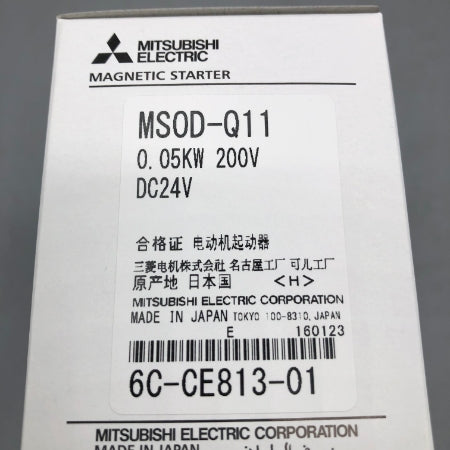 MITSUBISHI
ELECTRIC
MAGNETIC STARTER
MSOD-Q11
0.05KW 200V
DC24V
合格证 电动机起动器
三菱电机株式会社 名古屋工厂 可儿工厂
原产地 日本国 <H>
MITSUBISHI ELECTRIC CORPORATION
MADE IN JAPAN TOKYO 100-8310, JAPAN
E 160123
6C-CE813-01
MITSUBISHI ELECTRIC CORPORATION
MADE IN JAPAN